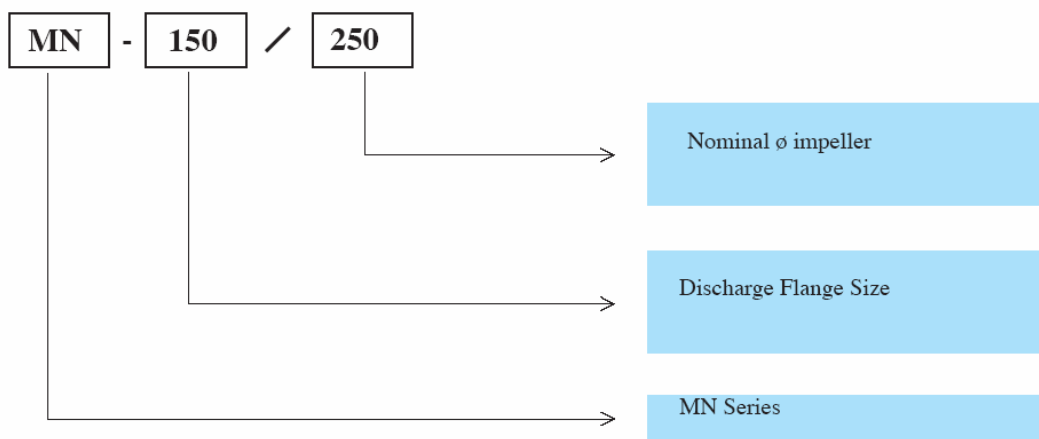 MN - 150 / 250
Nominal ø impeller
Discharge Flange Size
MN Series